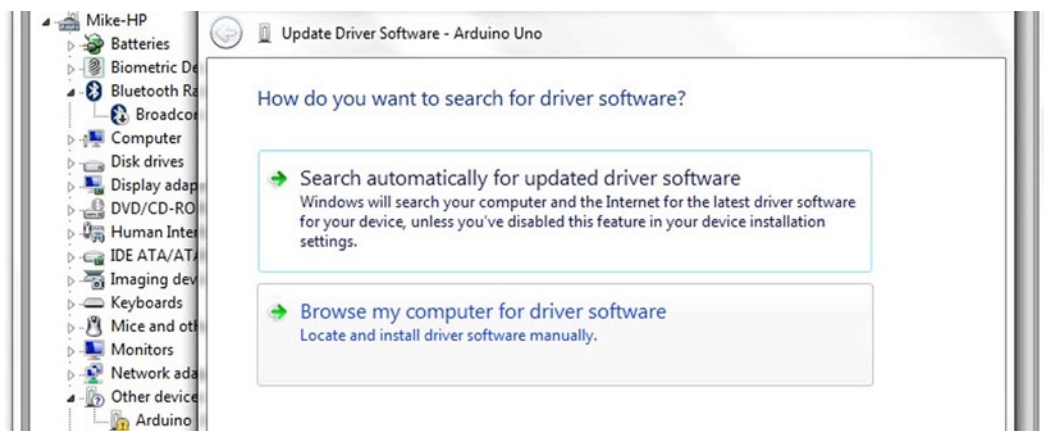 Mike-HP
Batteries
Biometric De
Bluetooth Ra
Broadcor
Computer
Disk drives
Display adap
DVD/CD-RO
Human Inter
IDE ATA/ATA
Imaging dev
Keyboards
Mice and oth
Monitors
Network ada
Other device
Arduino
Update Driver Software - Arduino Uno
How do you want to search for driver software?
Search automatically for updated driver software
Windows will search your computer and the Internet for the latest driver software
for your device, unless you've disabled this feature in your device installation
settings.
Browse my computer for driver software
Locate and install driver software manually.